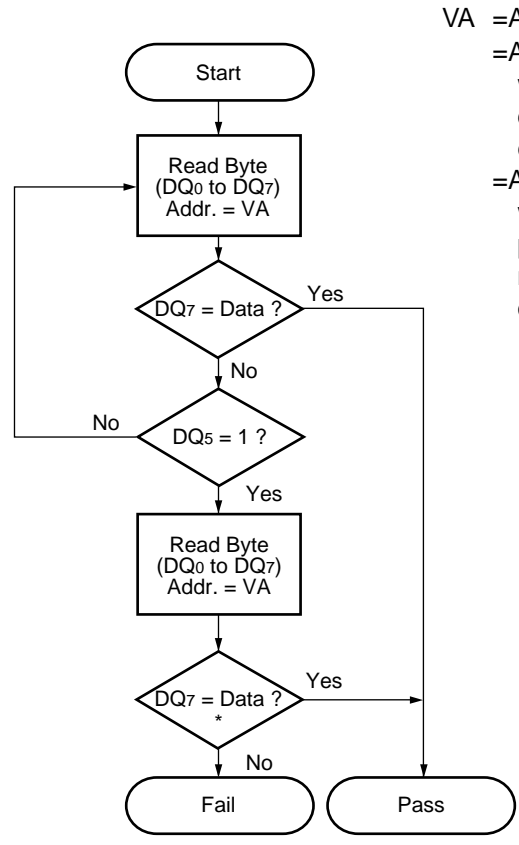 VA =A
=A
=A
Start
Read Byte
(DQ0 to DQ7)
Addr. = VA
DQ7 = Data ?
Yes
No
DQ5 = 1 ?
No
Yes
Read Byte
(DQ0 to DQ7)
Addr. = VA
DQ7 = Data ?
*
Yes
No
Fail
Pass